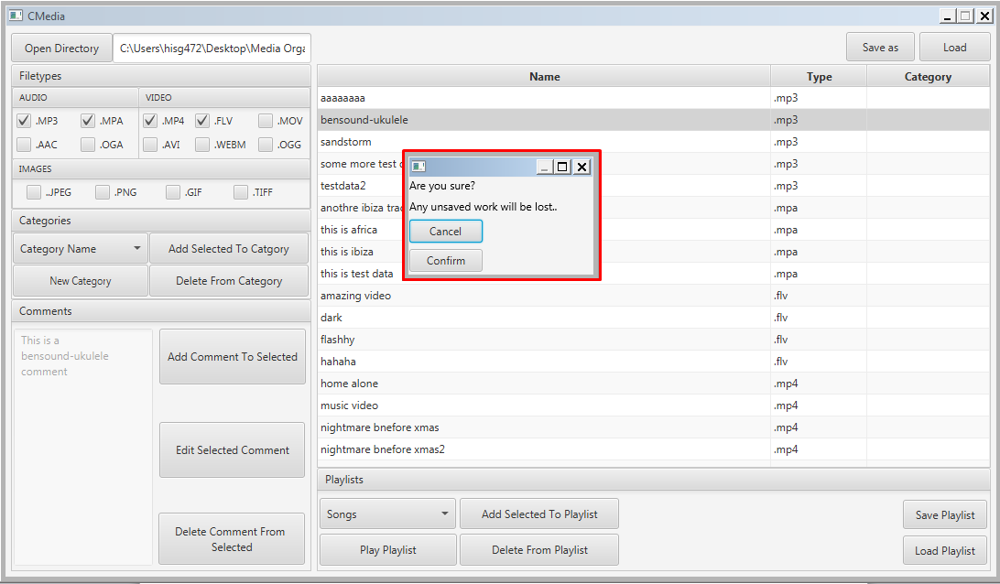 CMedia
Open Directory
C:\Users\hisg472\Desktop\Media Orga
Save as
Load
Filetypes
AUDIO
VIDEO
.MP3
.MPA
.MP4
.FLV
.MOV
.AAC
.OGA
.AVI
.WEBM
.OGG
IMAGES
..JPEG
.PNG
.GIF
.TIFF
Categories
Category Name
Add Selected To Catgory
New Category
Delete From Category
Comments
This is a
bensound-ukulele
comment
Add Comment To Selected
Edit Selected Comment
Delete Comment From
Selected
Name Type Category
aaaaaaaa .mp3
bensound-ukulele .mp3
sandstorm .mp3
some more test .mp3
testdata2 .mp3
anothre ibiza trac .mpa
this is africa .mpa
this is ibiza .mpa
this is test data .mpa
amazing video .flv
dark .flv
flashhy .flv
hahaha .flv
home alone .mp4
music video .mp4
nightmare bnefore xmas .mp4
nightmare bnefore xmas2 .mp4
Are you sure?
Any unsaved work will be lost..
Cancel
Confirm
Playlists
Songs
Add Selected To Playlist
Save Playlist
Play Playlist
Delete From Playlist
Load Playlist